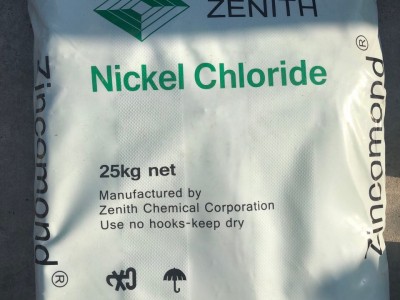 ZENITH
Nickel Chloride
25kg net
Manufactured by
Zenith Chemical Corporation
Use no hooks-keep dry
Zincomond®
Zincomond®